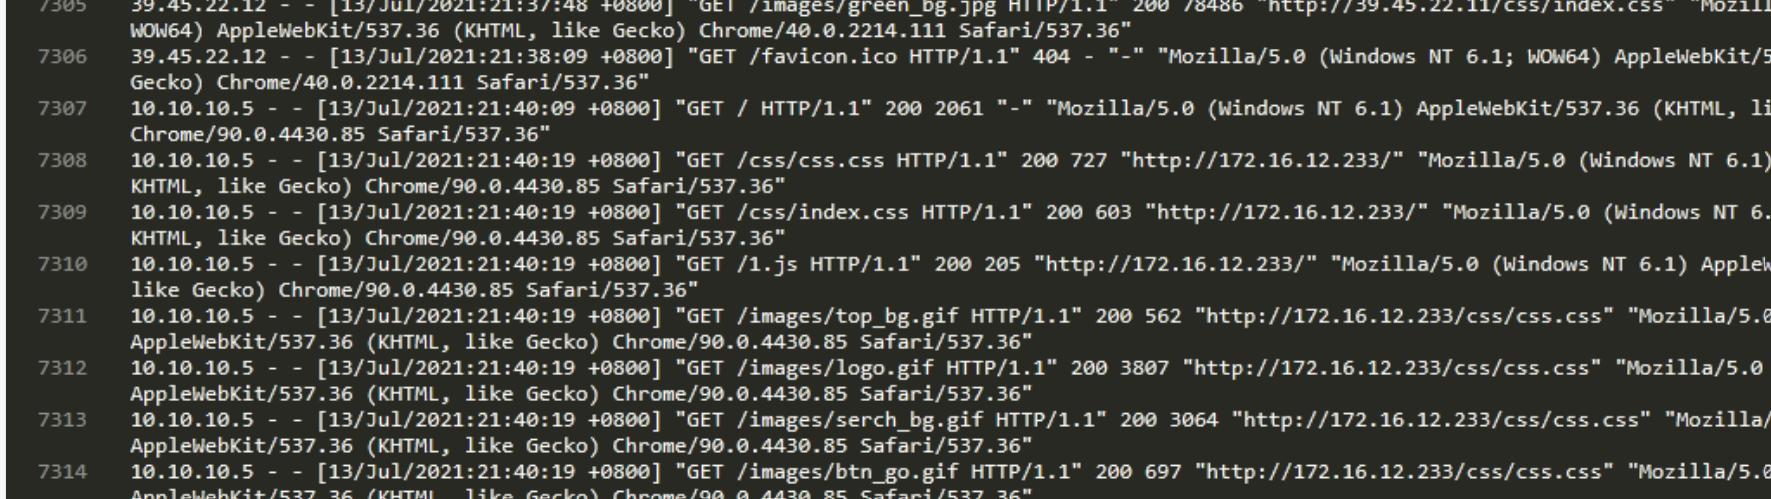 7305 39.45.22.12 - - [13/Jul/2021:21:37:48 +0800] "GET /images/green_bg.jpg HTTP/1.1" 200 78486 "http://39.45.22.11/css/index.css" "Mozill
WOW64) AppleWebKit/537.36 (KHTML, like Gecko) Chrome/40.0.2214.111 Safari/537.36"
7306 39.45.22.12 - - [13/Jul/2021:21:38:09 +0800] "GET /favicon.ico HTTP/1.1" 404 - "-" "Mozilla/5.0 (Windows NT 6.1; WOW64) AppleWebKit/5
Gecko) Chrome/40.0.2214.111 Safari/537.36"
7307 10.10.10.5 - - [13/Jul/2021:21:40:09 +0800] "GET / HTTP/1.1" 200 2061 "-" "Mozilla/5.0 (Windows NT 6.1) AppleWebKit/537.36 (KHTML, li
Chrome/90.0.4430.85 Safari/537.36"
7308 10.10.10.5 - - [13/Jul/2021:21:40:19 +0800] "GET /css/css.css HTTP/1.1" 200 727 "http://172.16.12.233/" "Mozilla/5.0 (Windows NT 6.1)
KHTML, like Gecko) Chrome/90.0.4430.85 Safari/537.36"
7309 10.10.10.5 - - [13/Jul/2021:21:40:19 +0800] "GET /css/index.css HTTP/1.1" 200 603 "http://172.16.12.233/" "Mozilla/5.0 (Windows NT 6.
KHTML, like Gecko) Chrome/90.0.4430.85 Safari/537.36"
7310 10.10.10.5 - - [13/Jul/2021:21:40:19 +0800] "GET /1.js HTTP/1.1" 200 205 "http://172.16.12.233/" "Mozilla/5.0 (Windows NT 6.1) AppleW
like Gecko) Chrome/90.0.4430.85 Safari/537.36"
7311 10.10.10.5 - - [13/Jul/2021:21:40:19 +0800] "GET /images/top_bg.gif HTTP/1.1" 200 562 "http://172.16.12.233/css/css.css" "Mozilla/5.0
AppleWebKit/537.36 (KHTML, like Gecko) Chrome/90.0.4430.85 Safari/537.36"
7312 10.10.10.5 - - [13/Jul/2021:21:40:19 +0800] "GET /images/logo.gif HTTP/1.1" 200 3807 "http://172.16.12.233/css/css.css" "Mozilla/5.0
AppleWebKit/537.36 (KHTML, like Gecko) Chrome/90.0.4430.85 Safari/537.36"
7313 10.10.10.5 - - [13/Jul/2021:21:40:19 +0800] "GET /images/serch_bg.gif HTTP/1.1" 200 3064 "http://172.16.12.233/css/css.css" "Mozilla/
AppleWebKit/537.36 (KHTML, like Gecko) Chrome/90.0.4430.85 Safari/537.36"
7314 10.10.10.5 - - [13/Jul/2021:21:40:19 +0800] "GET /images/btn_go.gif HTTP/1.1" 200 697 "http://172.16.12.233/css/css.css" "Mozilla/5.0
AppleWebKit/537.36 (KHTML, like Gecko) Chrome/90.0.4430.85 Safari/537.36"